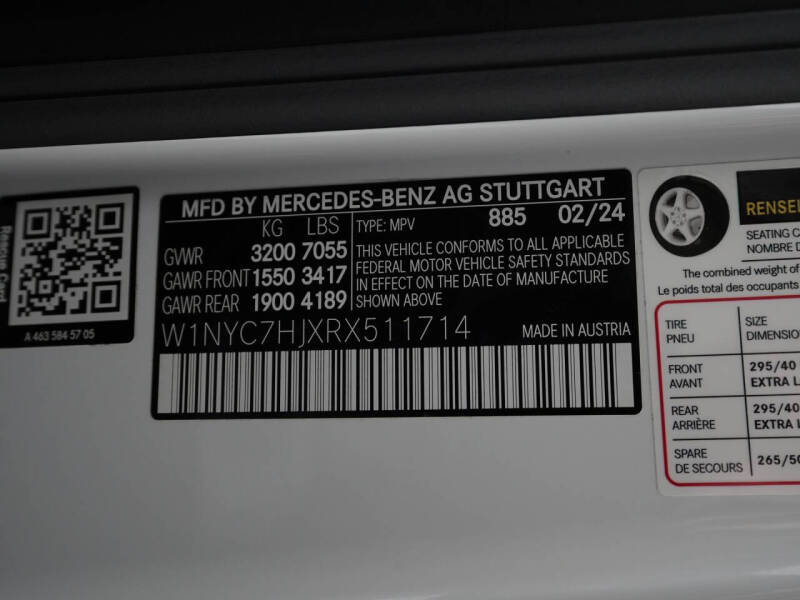 Rescue Card
A 463 584 57 05
MFD BY MERCEDES-BENZ AG STUTTGART
KG LBS TYPE: MPV 885 02/24
GVWR 3200 7055
GAWR FRONT 1550 3417
GAWR REAR 1900 4189
THIS VEHICLE CONFORMS TO ALL APPLICABLE
FEDERAL MOTOR VEHICLE SAFETY STANDARDS
IN EFFECT ON THE DATE OF MANUFACTURE
SHOWN ABOVE
W1NYC7HJXRX511714 MADE IN AUSTRIA
SEATING
NOMBRE
The combined weight of
Le poids total des occupants
TIRE SIZE
PNEU
FRONT 295/40
AVANT EXTRA
REAR 295/40
ARRIÈRE EXTRA
SPARE
DE SECOURS